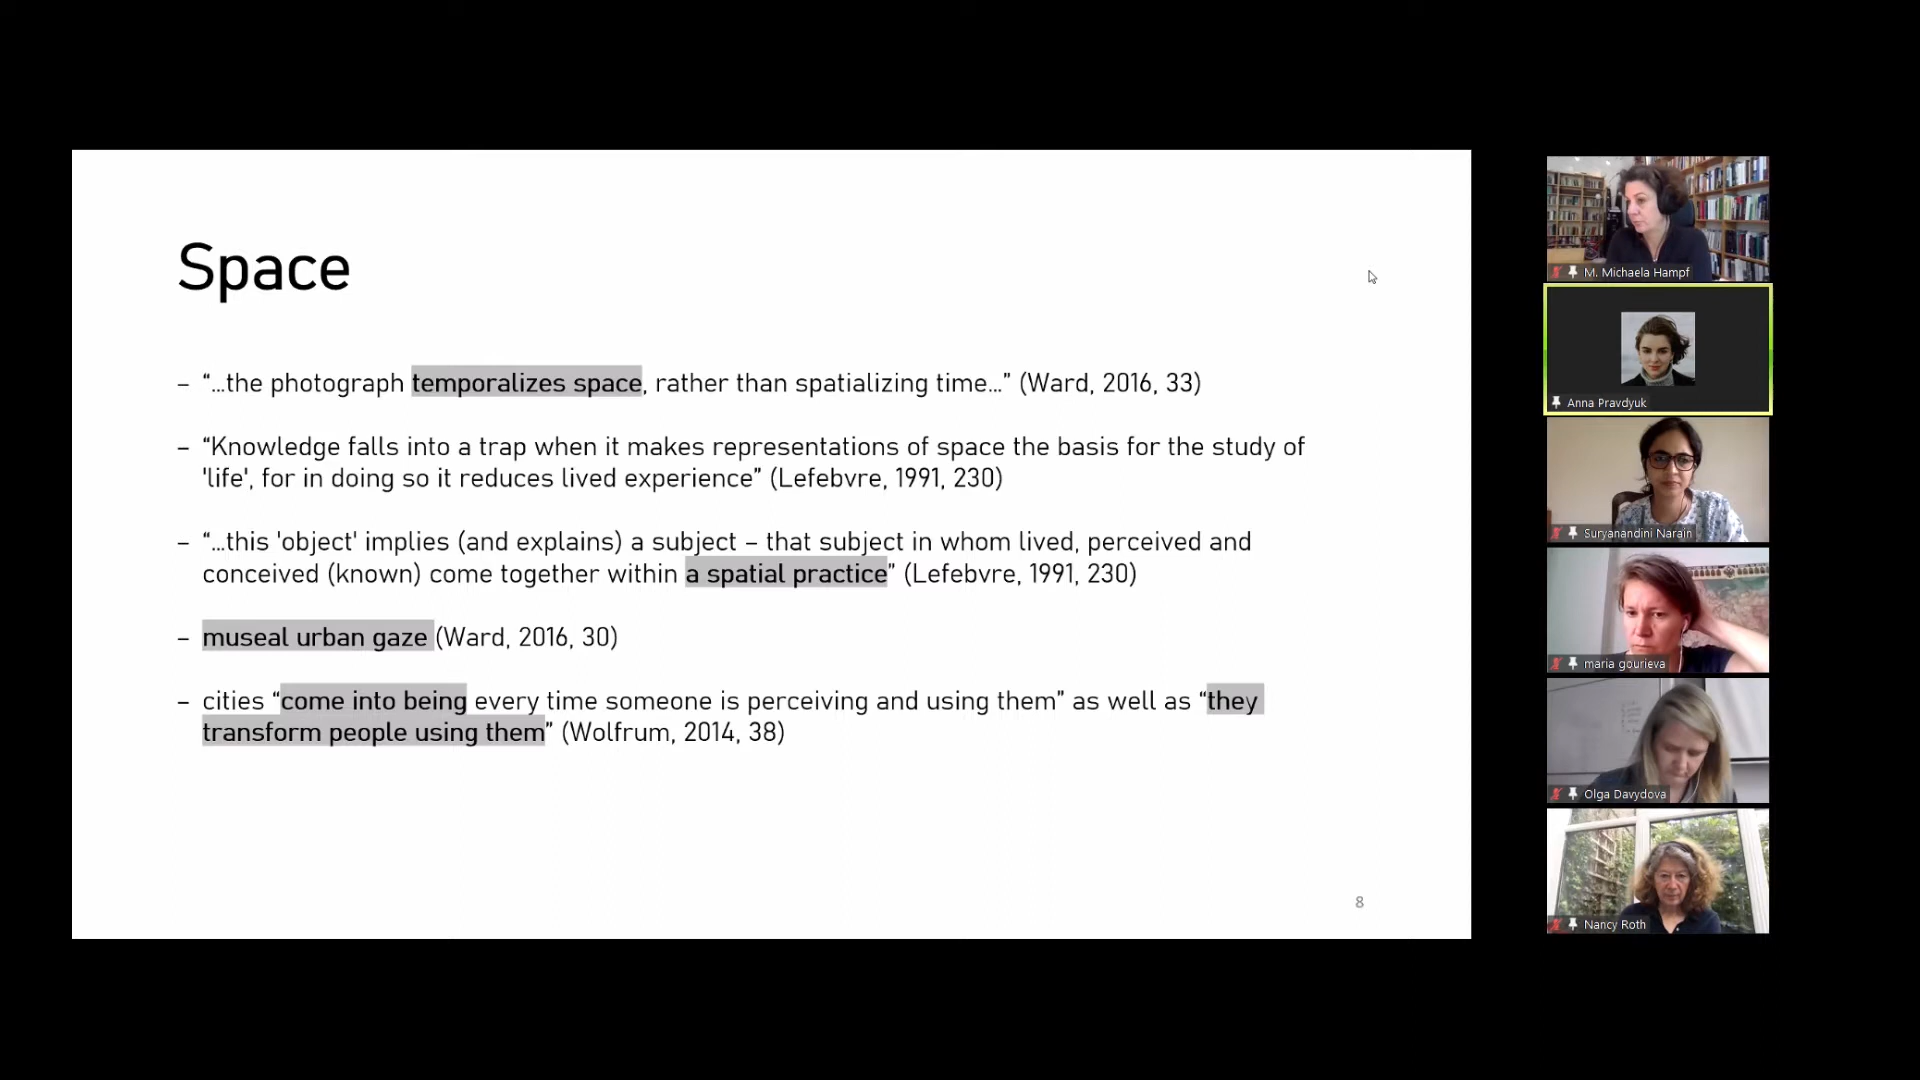 Space
– “...the photograph temporalizes space, rather than spatializing time...” (Ward, 2016, 33)
– “Knowledge falls into a trap when it makes representations of space the basis for the study of
'life', for in doing so it reduces lived experience” (Lefebvre, 1991, 230)
– “...this 'object' implies (and explains) a subject – that subject in whom lived, perceived and
conceived (known) come together within a spatial practice” (Lefebvre, 1991, 230)
– museal urban gaze (Ward, 2016, 30)
– cities “come into being every time someone is perceiving and using them” as well as “they
transform people using them” (Wolfrum, 2014, 38)
8
M. Michaela Hampf
Anna Pravdyuk
Suryanandini Narain
maria gourieva
Olga Davydova
Nancy Roth